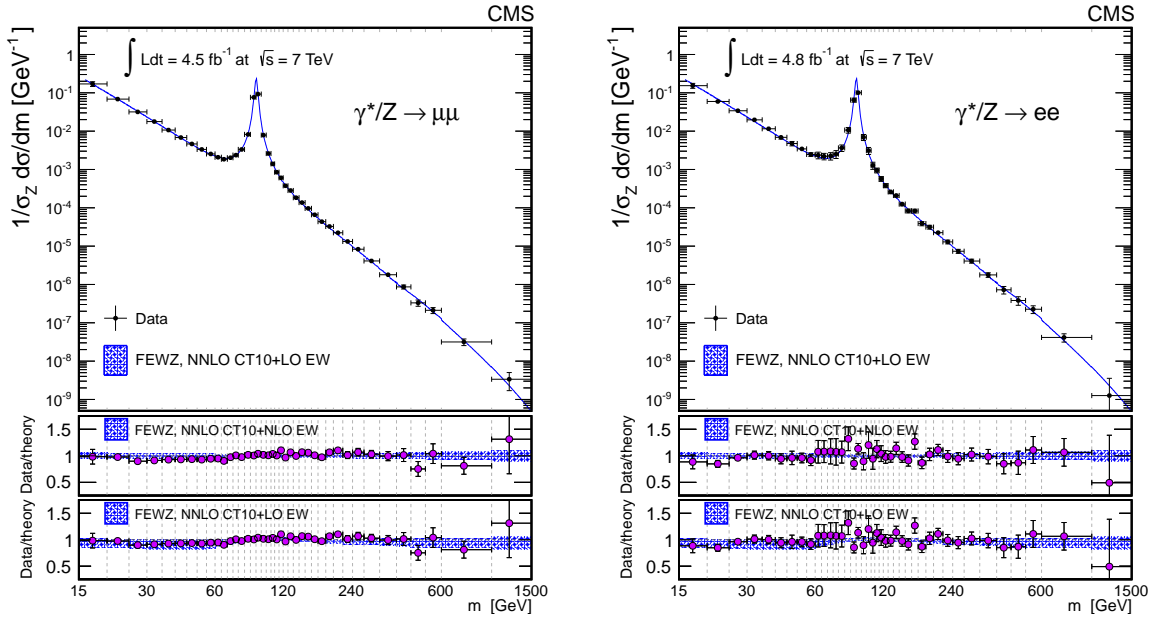 CMS
1/σ_Z dσ/dm [GeV⁻¹]
1
10⁻¹
10⁻²
10⁻³
10⁻⁴
10⁻⁵
10⁻⁶
10⁻⁷
10⁻⁸
10⁻⁹
∫ Ldt = 4.5 fb⁻¹ at √s = 7 TeV
γ*/Z → μμ
Data
FEWZ, NNLO CT10+LO EW
Data/theory
1.5
1
0.5
FEWZ, NNLO CT10+NLO EW
Data/theory
1.5
1
0.5
FEWZ, NNLO CT10+LO EW
15 30 60 120 240 600 1500
m [GeV]
CMS
1/σ_Z dσ/dm [GeV⁻¹]
1
10⁻¹
10⁻²
10⁻³
10⁻⁴
10⁻⁵
10⁻⁶
10⁻⁷
10⁻⁸
10⁻⁹
∫ Ldt = 4.8 fb⁻¹ at √s = 7 TeV
γ*/Z → ee
Data
FEWZ, NNLO CT10+LO EW
Data/theory
1.5
1
0.5
FEWZ, NNLO CT10+NLO EW
Data/theory
1.5
1
0.5
FEWZ, NNLO CT10+LO EW
15 30 60 120 240 600 1500
m [GeV]